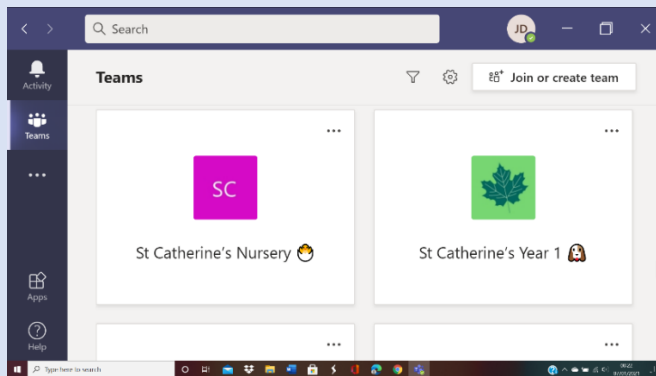 Search
JD
Activity
Teams
Join or create team
Teams
SC
St Catherine's Nursery
St Catherine's Year 1
Apps
Help
Type here to search